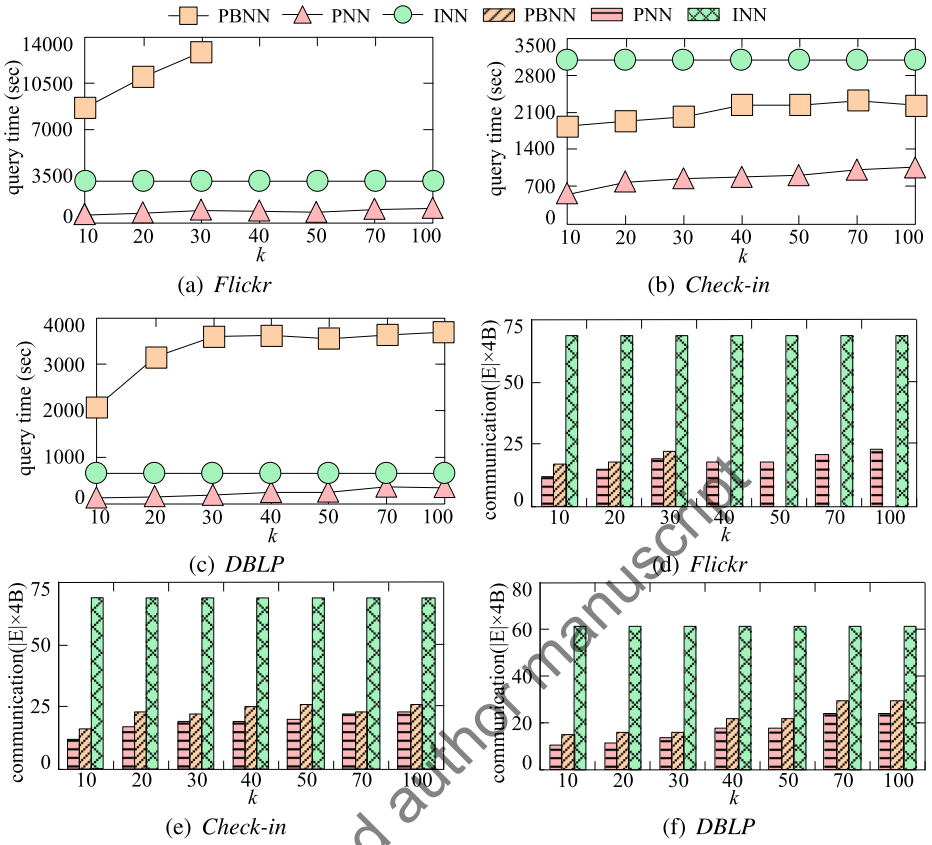 PBNN PNN INN PBNN PNN INN
14000
10500
7000
3500
0
query time (sec)
10 20 30 40 50 70 100
k
(a) Flickr
3500
2800
2100
1400
700
0
query time (sec)
10 20 30 40 50 70 100
k
(b) Check-in
4000
3000
2000
1000
0
query time (sec)
10 20 30 40 50 70 100
k
(c) DBLP
75
50
25
0
communication(|E|×4B)
10 20 30 40 50 70 100
k
(d) Flickr
75
50
25
0
communication(|E|×4B)
10 20 30 40 50 70 100
k
(e) Check-in
80
60
40
20
0
communication(|E|×4B)
10 20 30 40 50 70 100
k
(f) DBLP
d author manuscript